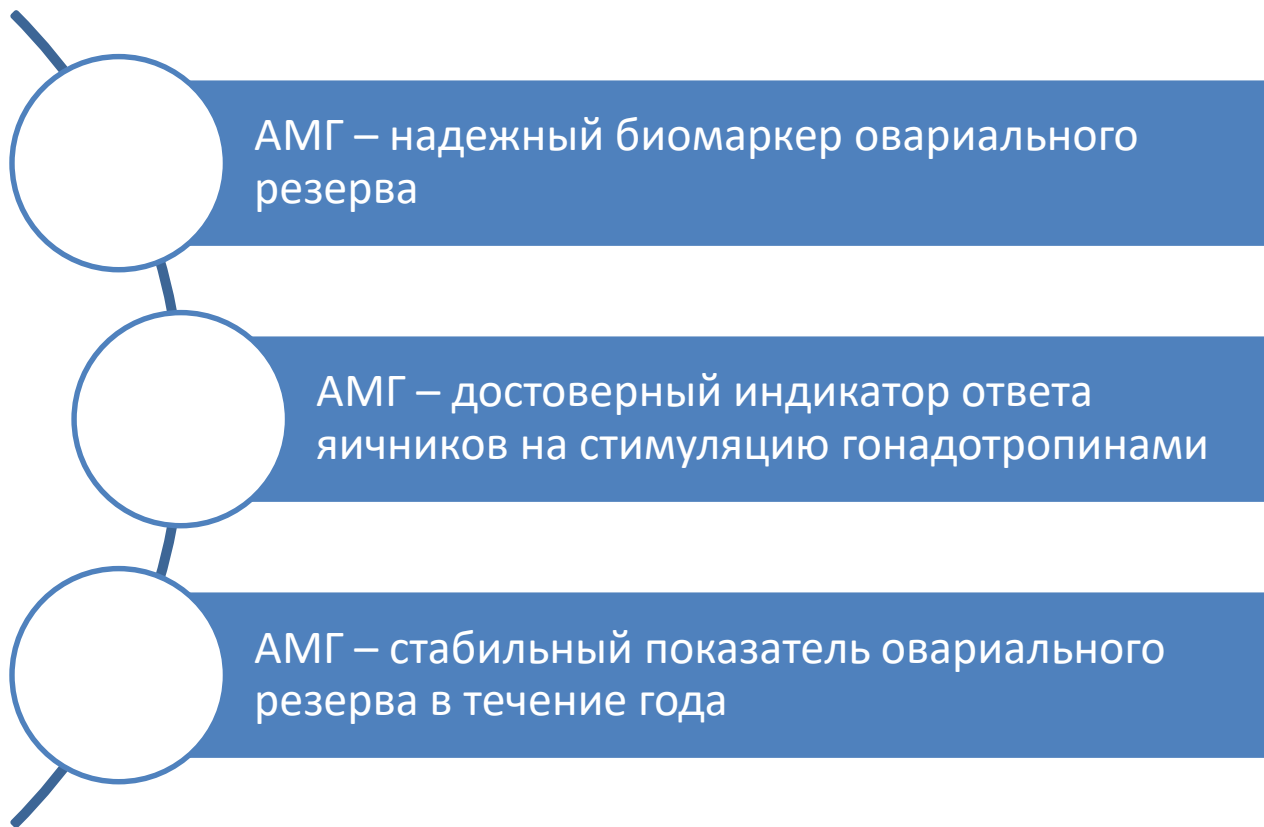 АМГ – надежный биомаркер овариального
резерва
АМГ – достоверный индикатор ответа
яичников на стимуляцию гонадотропинами
АМГ – стабильный показатель овариального
резерва в течение года